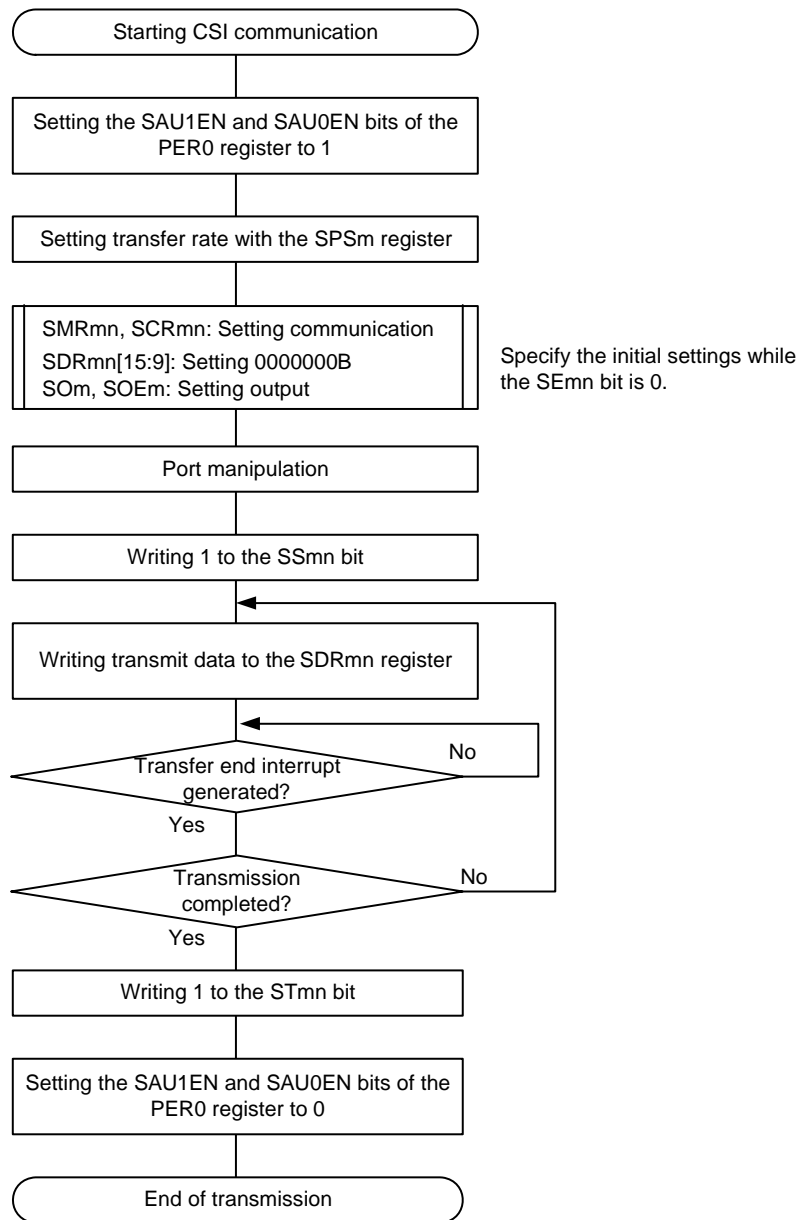 Starting CSI communication
Setting the SAU1EN and SAU0EN bits of the
PER0 register to 1
Setting transfer rate with the SPSm register
SMRmn, SCRmn: Setting communication
SDRmn[15:9]: Setting 0000000B
SOm, SOEm: Setting output
Specify the initial settings while
the SEmn bit is 0.
Port manipulation
Writing 1 to the SSmn bit
Writing transmit data to the SDRmn register
No
Transfer end interrupt
generated?
Yes
No
Transmission
completed?
Yes
Writing 1 to the STmn bit
Setting the SAU1EN and SAU0EN bits of the
PER0 register to 0
End of transmission